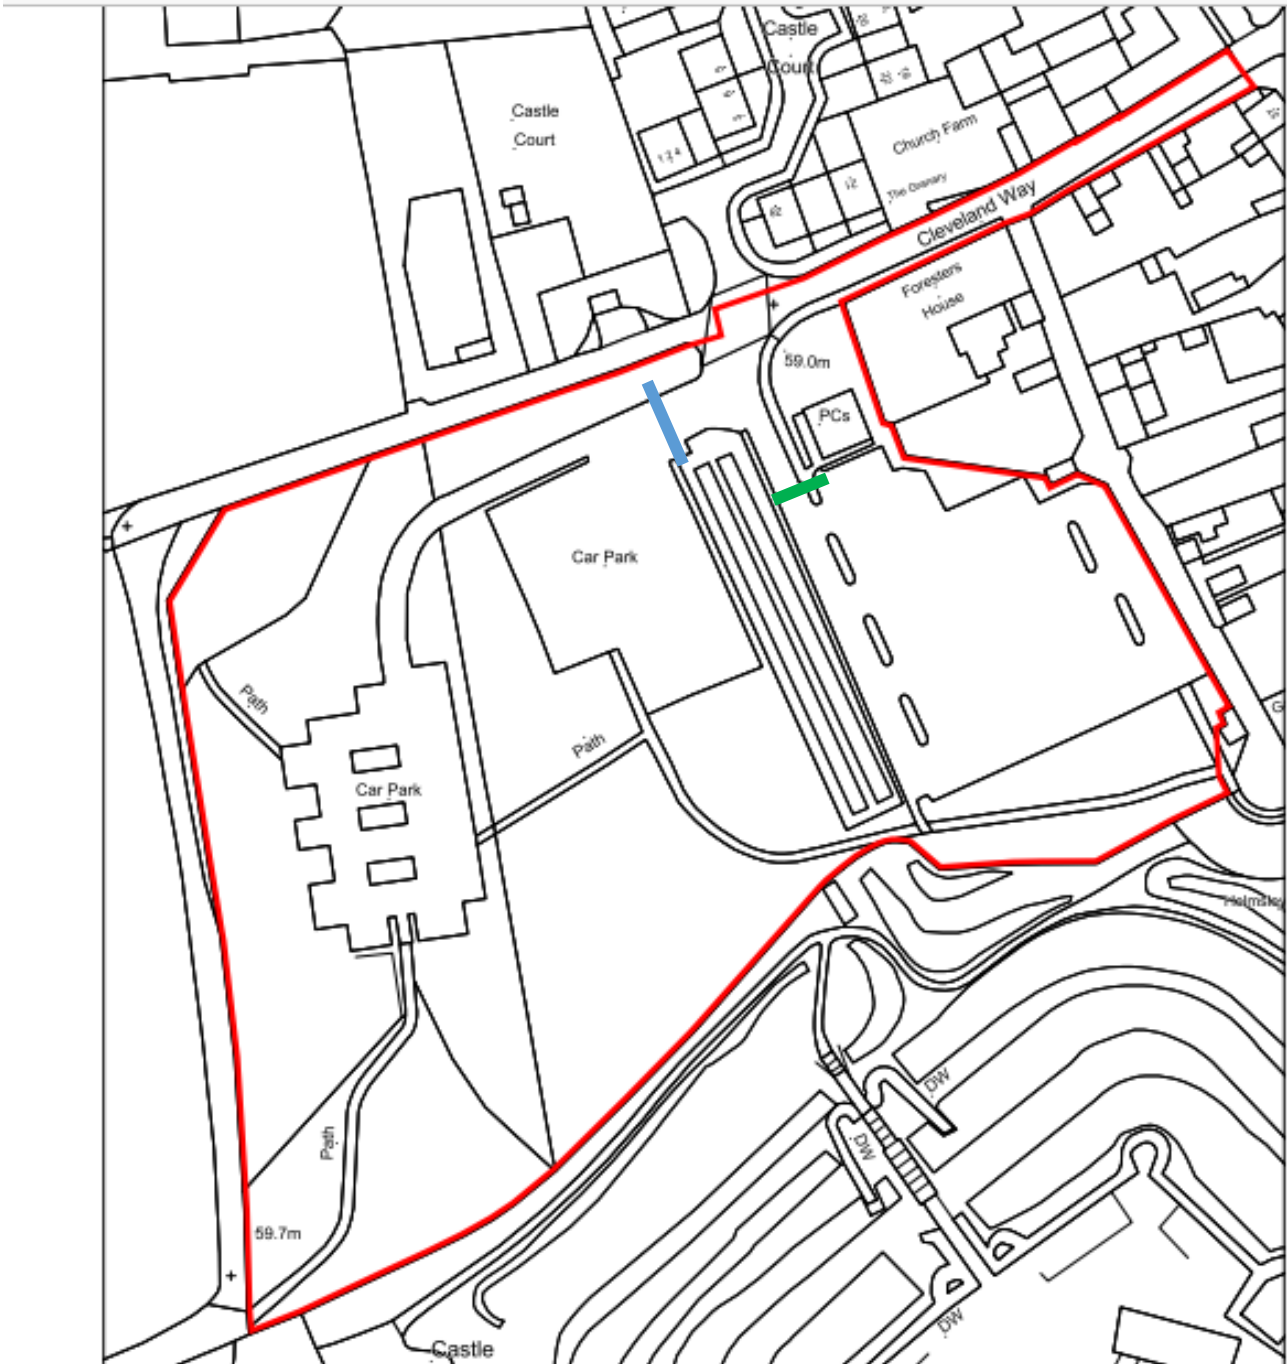 Castle
Court
Castle
Court
Church Farm
The Granary
Cleveland Way
Foresters
House
59.0m
PCs
Car Park
Path
Path
Car Park
Helmsley
DW
DW
Path
59.7m
DW
Castle